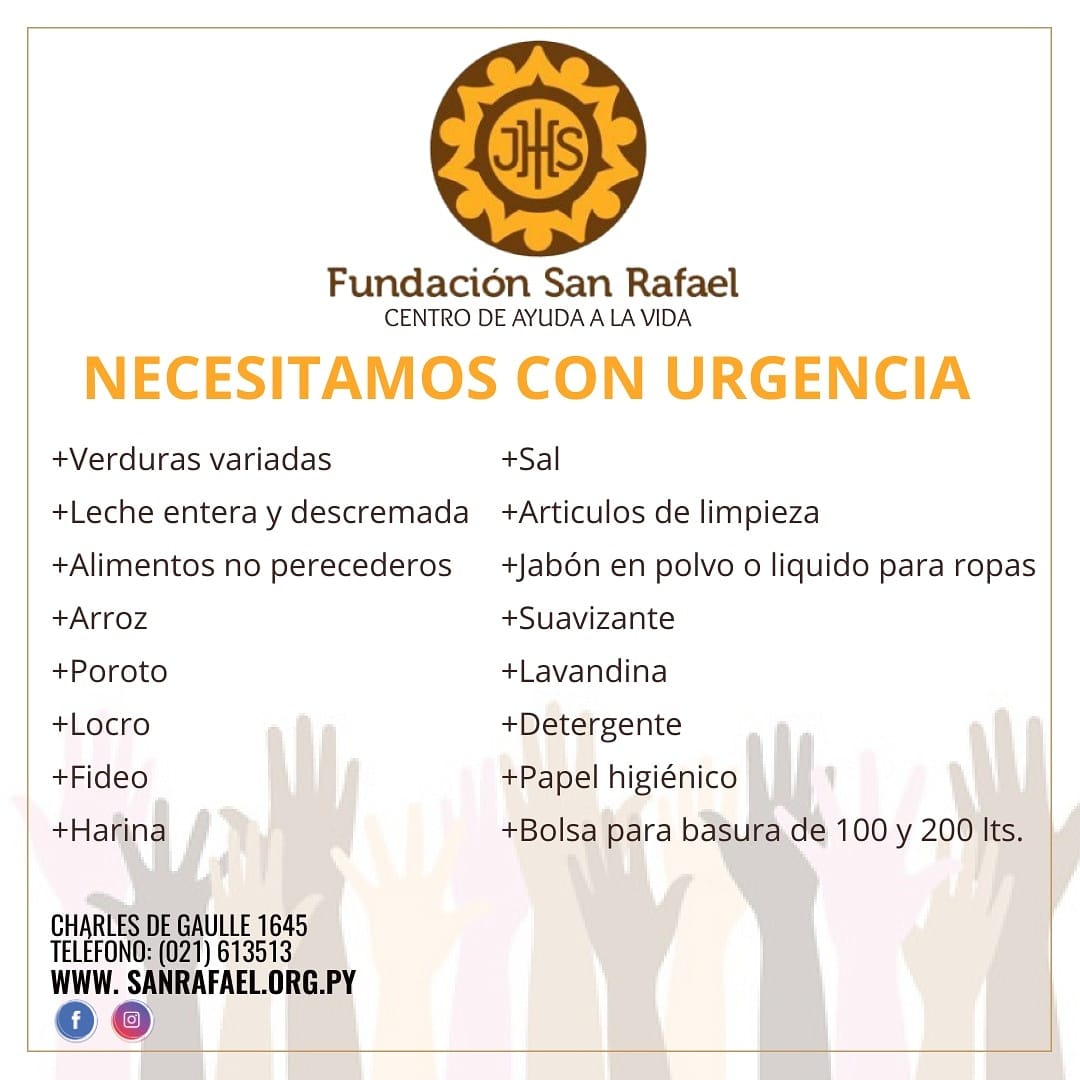 JHS
Fundación San Rafael
CENTRO DE AYUDA A LA VIDA
NECESITAMOS CON URGENCIA
+Verduras variadas
+Leche entera y descremada
+Alimentos no perecederos
+Arroz
+Poroto
+Locro
+Fideo
+Harina
+Sal
+Articulos de limpieza
+Jabón en polvo o liquido para ropas
+Suavizante
+Lavandina
+Detergente
+Papel higiénico
+Bolsa para basura de 100 y 200 lts.
CHARLES DE GAULLE 1645
TELÉFONO: (021) 613513
WWW. SANRAFAEL.ORG.PY